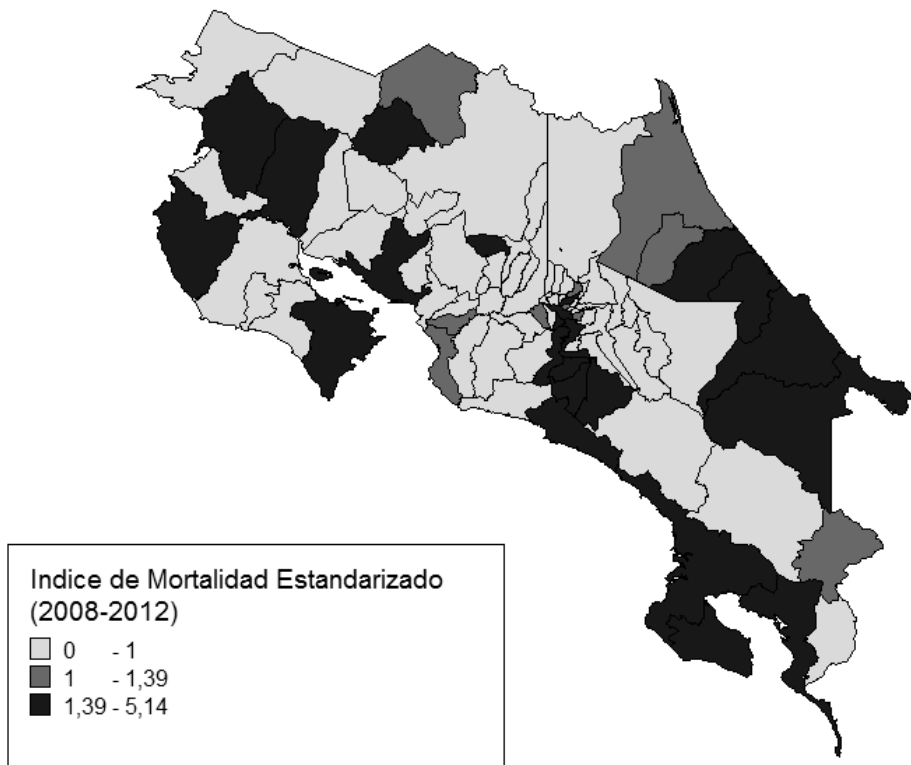 Indice de Mortalidad Estandarizado
(2008-2012)
0 - 1
1 - 1,39
1,39 - 5,14